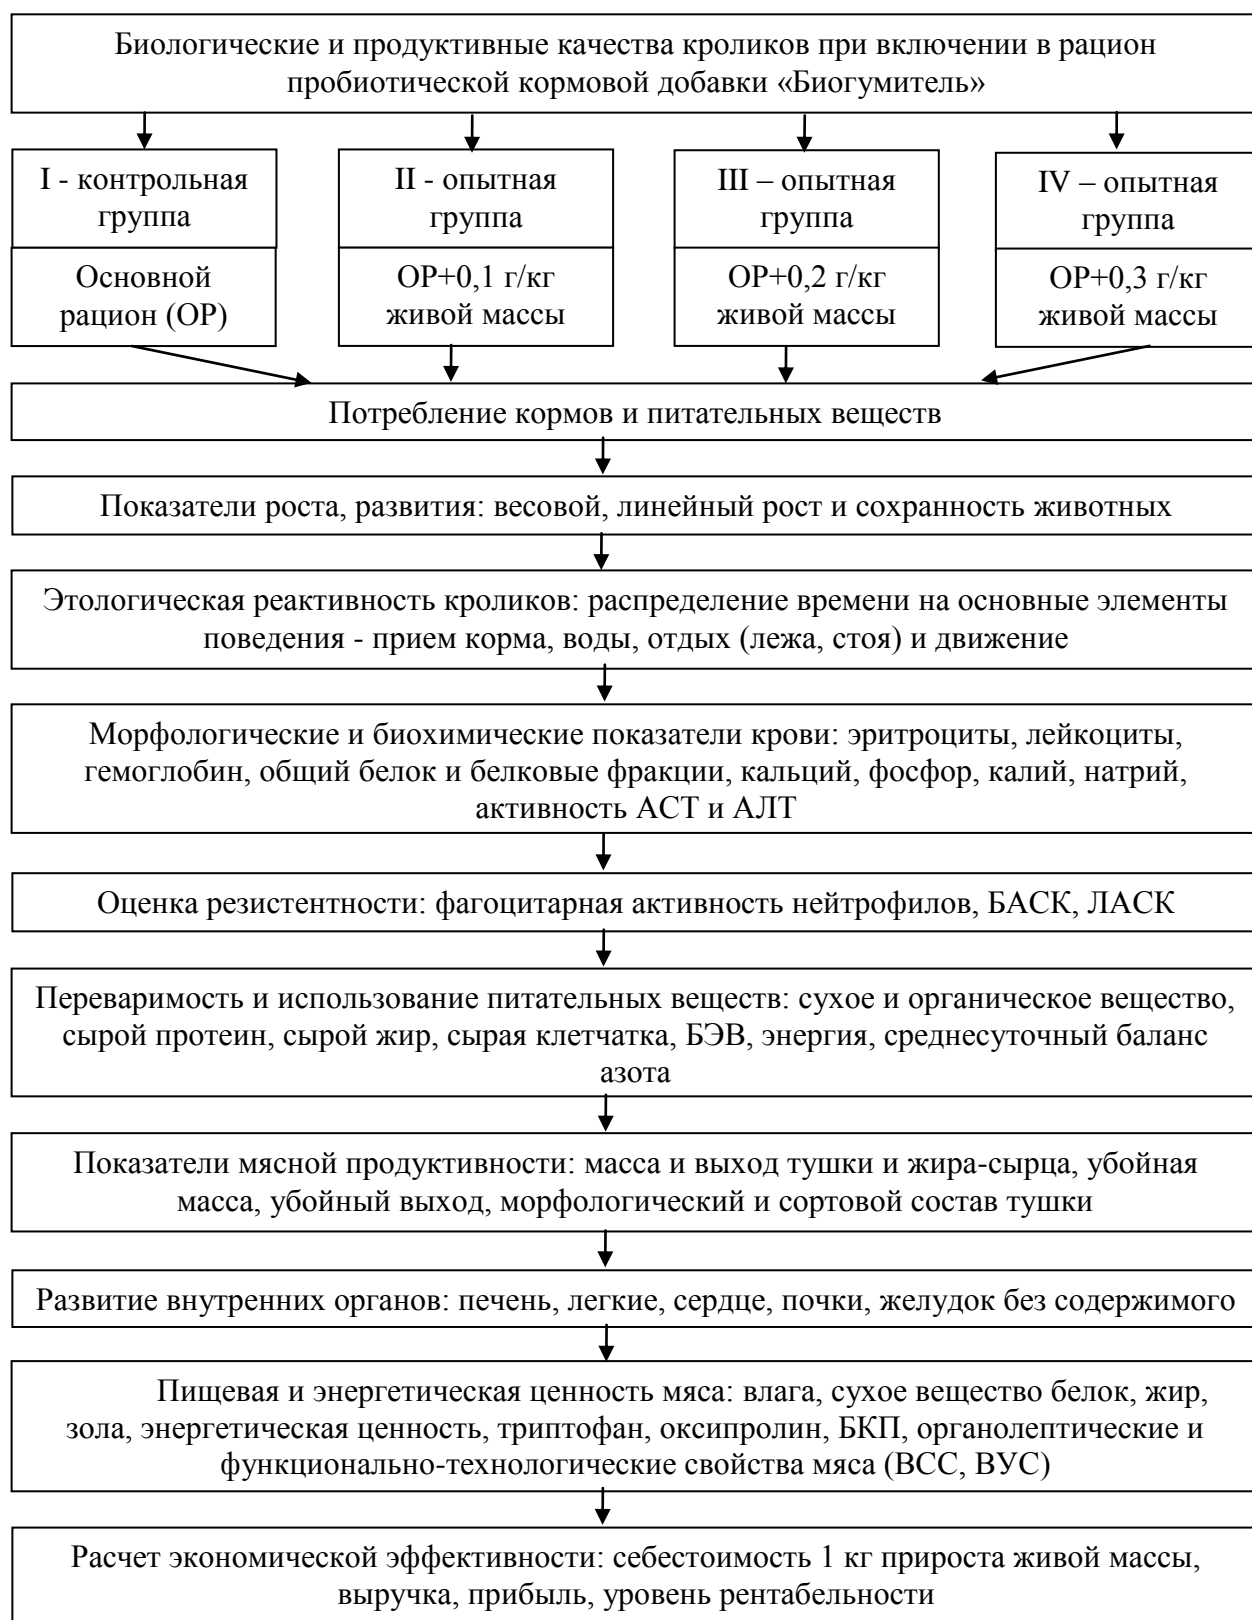 Биологические и продуктивные качества кроликов при включении в рацион
пробиотической кормовой добавки «Биогумитель»
I - контрольная
группа
Основной
рацион (ОР)
II - опытная
группа
ОР+0,1 г/кг
живой массы
III – опытная
группа
ОР+0,2 г/кг
живой массы
IV – опытная
группа
ОР+0,3 г/кг
живой массы
Потребление кормов и питательных веществ
Показатели роста, развития: весовой, линейный рост и сохранность животных
Этологическая реактивность кроликов: распределение времени на основные элементы
поведения - прием корма, воды, отдых (лежа, стоя) и движение
Морфологические и биохимические показатели крови: эритроциты, лейкоциты,
гемоглобин, общий белок и белковые фракции, кальций, фосфор, калий, натрий,
активность АСТ и АЛТ
Оценка резистентности: фагоцитарная активность нейтрофилов, БАСК, ЛАСК
Переваримость и использование питательных веществ: сухое и органическое вещество,
сырой протеин, сырой жир, сырая клетчатка, БЭВ, энергия, среднесуточный баланс
азота
Показатели мясной продуктивности: масса и выход тушки и жира-сырца, убойная
масса, убойный выход, морфологический и сортовой состав тушки
Развитие внутренних органов: печень, легкие, сердце, почки, желудок без содержимого
Пищевая и энергетическая ценность мяса: влага, сухое вещество белок, жир,
зола, энергетическая ценность, триптофан, оксипролин, БКП, органолептические и
функционально-технологические свойства мяса (ВСС, ВУС)
Расчет экономической эффективности: себестоимость 1 кг прироста живой массы,
выручка, прибыль, уровень рентабельности